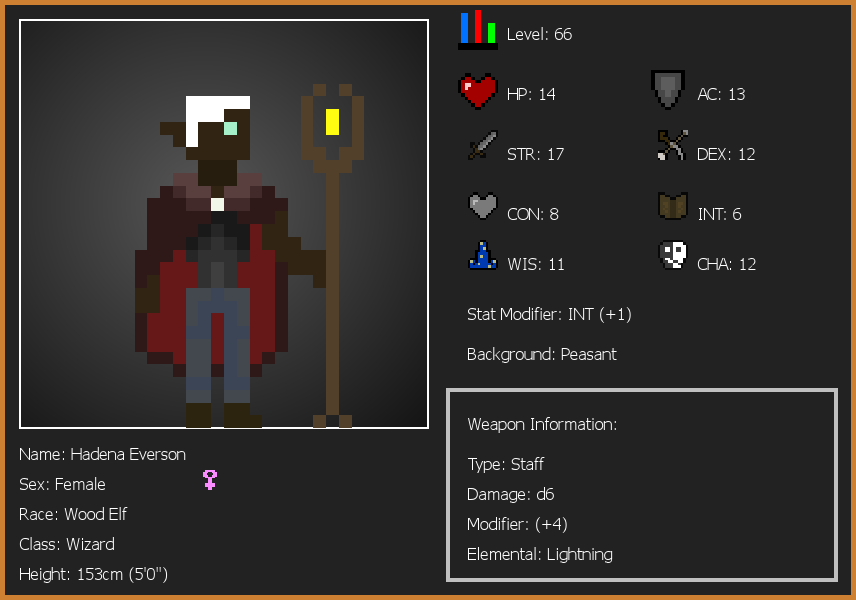 Level: 66
HP: 14
AC: 13
STR: 17
DEX: 12
CON: 8
INT: 6
WIS: 11
CHA: 12
Stat Modifier: INT (+1)
Background: Peasant
Weapon Information:
Type: Staff
Damage: d6
Modifier: (+4)
Elemental: Lightning
Name: Hadena Everson
Sex: Female
Race: Wood Elf
Class: Wizard
Height: 153cm (5'0")